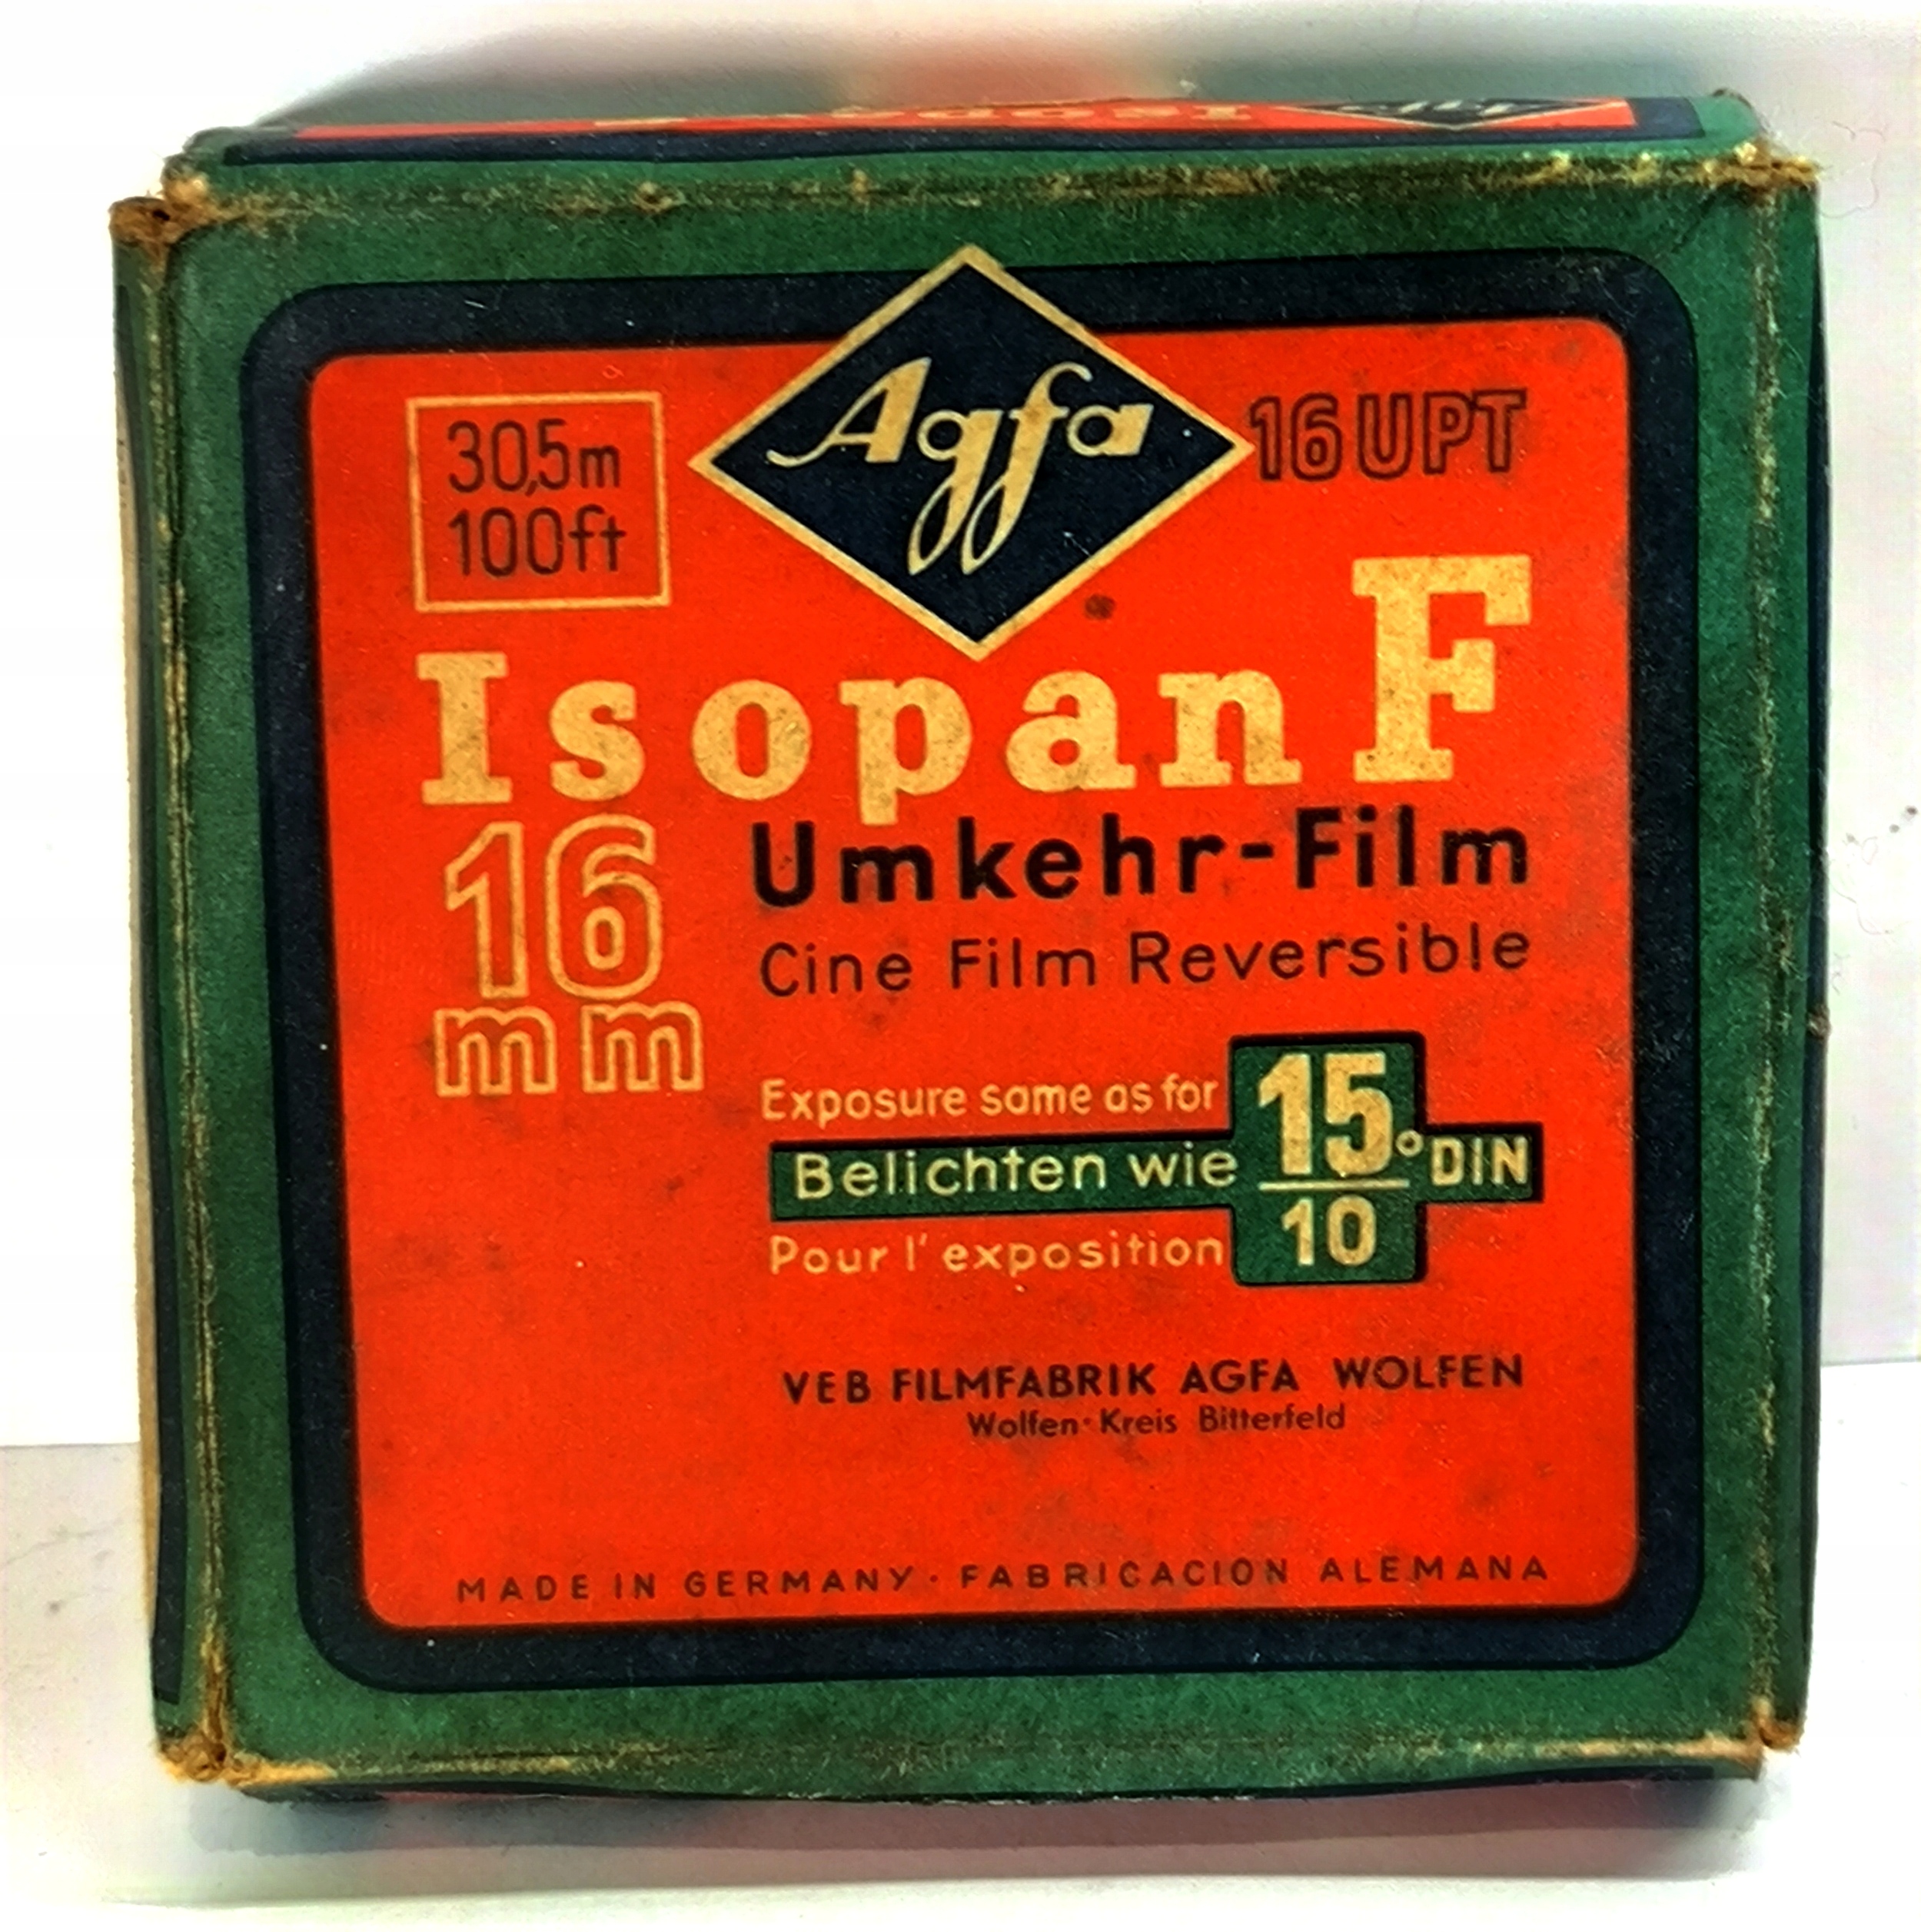 30,5m
100ft
Agfa
16 UPT
Isopan F
16
mm
Umkehr-Film
Cine Film Reversible
Exposure same as for
Belichten wie 15/10 °DIN
Pour l'exposition
VEB FILMFABRIK AGFA WOLFEN
Wolfen · Kreis Bitterfeld
MADE IN GERMANY · FABRICACION ALEMANA